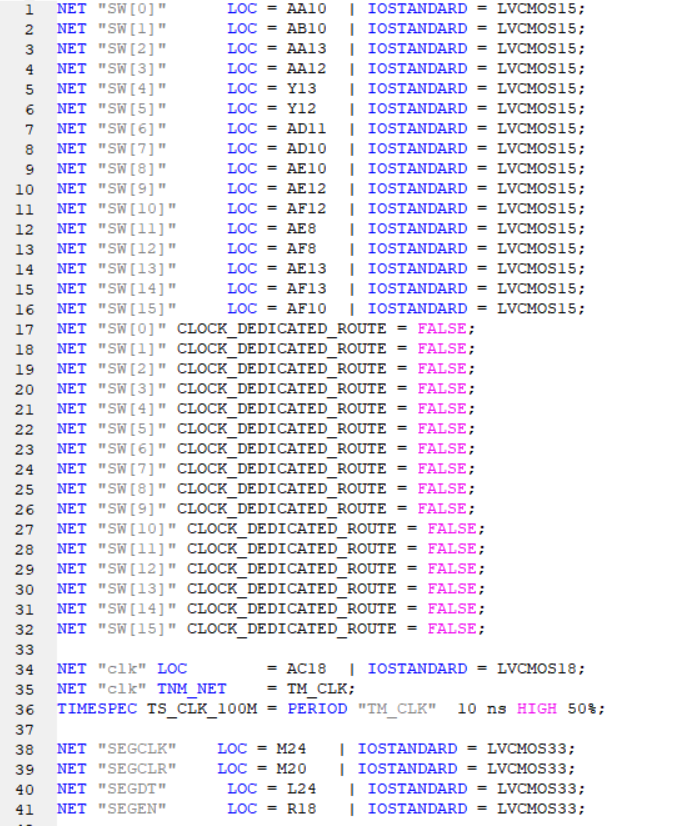 1 NET "SW[0]" LOC = AA10 | IOSTANDARD = LVCMOS15;
2 NET "SW[1]" LOC = AB10 | IOSTANDARD = LVCMOS15;
3 NET "SW[2]" LOC = AA13 | IOSTANDARD = LVCMOS15;
4 NET "SW[3]" LOC = AA12 | IOSTANDARD = LVCMOS15;
5 NET "SW[4]" LOC = Y13 | IOSTANDARD = LVCMOS15;
6 NET "SW[5]" LOC = Y12 | IOSTANDARD = LVCMOS15;
7 NET "SW[6]" LOC = AD11 | IOSTANDARD = LVCMOS15;
8 NET "SW[7]" LOC = AD10 | IOSTANDARD = LVCMOS15;
9 NET "SW[8]" LOC = AE10 | IOSTANDARD = LVCMOS15;
10 NET "SW[9]" LOC = AE12 | IOSTANDARD = LVCMOS15;
11 NET "SW[10]" LOC = AF12 | IOSTANDARD = LVCMOS15;
12 NET "SW[11]" LOC = AE8 | IOSTANDARD = LVCMOS15;
13 NET "SW[12]" LOC = AF8 | IOSTANDARD = LVCMOS15;
14 NET "SW[13]" LOC = AE13 | IOSTANDARD = LVCMOS15;
15 NET "SW[14]" LOC = AF13 | IOSTANDARD = LVCMOS15;
16 NET "SW[15]" LOC = AF10 | IOSTANDARD = LVCMOS15;
17 NET "SW[0]" CLOCK_DEDICATED_ROUTE = FALSE;
18 NET "SW[1]" CLOCK_DEDICATED_ROUTE = FALSE;
19 NET "SW[2]" CLOCK_DEDICATED_ROUTE = FALSE;
20 NET "SW[3]" CLOCK_DEDICATED_ROUTE = FALSE;
21 NET "SW[4]" CLOCK_DEDICATED_ROUTE = FALSE;
22 NET "SW[5]" CLOCK_DEDICATED_ROUTE = FALSE;
23 NET "SW[6]" CLOCK_DEDICATED_ROUTE = FALSE;
24 NET "SW[7]" CLOCK_DEDICATED_ROUTE = FALSE;
25 NET "SW[8]" CLOCK_DEDICATED_ROUTE = FALSE;
26 NET "SW[9]" CLOCK_DEDICATED_ROUTE = FALSE;
27 NET "SW[10]" CLOCK_DEDICATED_ROUTE = FALSE;
28 NET "SW[11]" CLOCK_DEDICATED_ROUTE = FALSE;
29 NET "SW[12]" CLOCK_DEDICATED_ROUTE = FALSE;
30 NET "SW[13]" CLOCK_DEDICATED_ROUTE = FALSE;
31 NET "SW[14]" CLOCK_DEDICATED_ROUTE = FALSE;
32 NET "SW[15]" CLOCK_DEDICATED_ROUTE = FALSE;
33
34 NET "clk" LOC = AC18 | IOSTANDARD = LVCMOS18;
35 NET "clk" TNM_NET = TM_CLK;
36 TIMESPEC TS_CLK_100M = PERIOD "TM_CLK" 10 ns HIGH 50%;
37
38 NET "SEGCLK" LOC = M24 | IOSTANDARD = LVCMOS33;
39 NET "SEGCLR" LOC = M20 | IOSTANDARD = LVCMOS33;
40 NET "SEGDT" LOC = L24 | IOSTANDARD = LVCMOS33;
41 NET "SEGEN" LOC = R18 | IOSTANDARD = LVCMOS33;